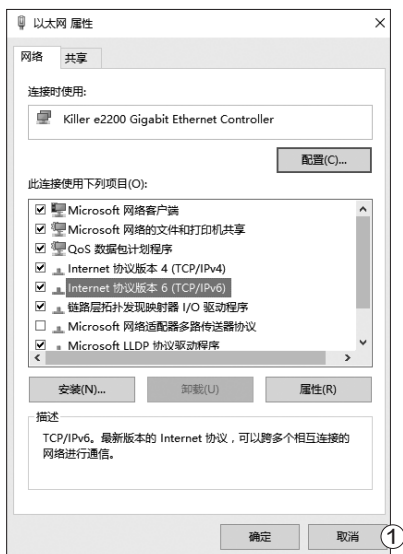 以太网 属性
网络 共享
连接时使用:
Killer e2200 Gigabit Ethernet Controller
配置(C)...
此连接使用下列项目(O):
Microsoft 网络客户端
Microsoft 网络的文件和打印机共享
QoS 数据包计划程序
Internet 协议版本 4 (TCP/IPv4)
Internet 协议版本 6 (TCP/IPv6)
链路层拓扑发现映射器 I/O 驱动程序
Microsoft 网络适配器多路传送器协议
Microsoft LLDP 协议驱动程序
安装(N)... 卸载(U) 属性(R)
描述
TCP/IPv6。最新版本的 Internet 协议，可以跨多个相互连接的
网络进行通信。
确定 取消 ①